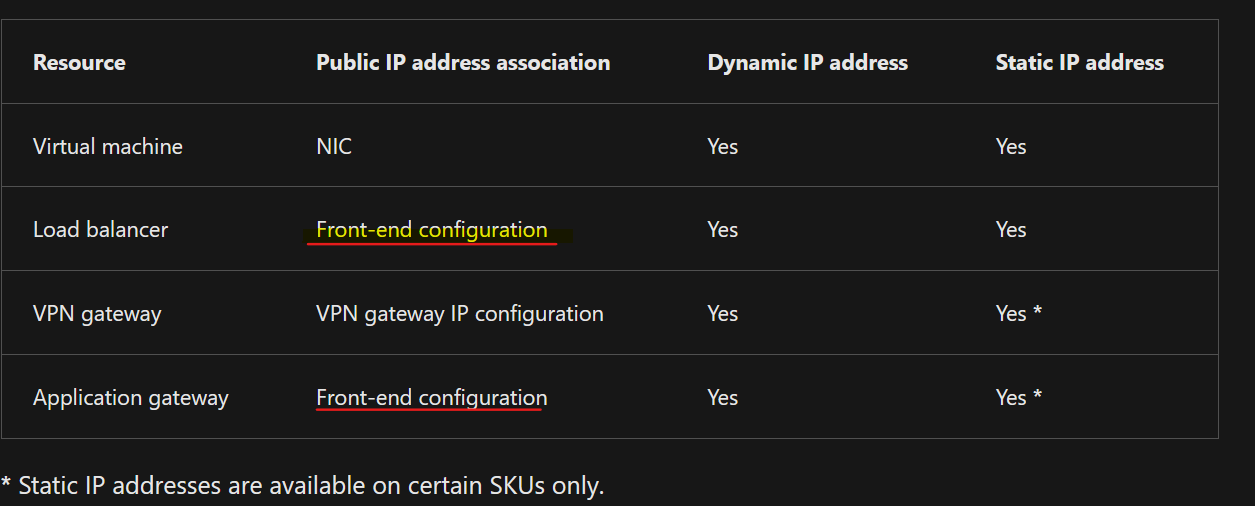 Resource Public IP address association Dynamic IP address Static IP address
Virtual machine NIC Yes Yes
Load balancer Front-end configuration Yes Yes
VPN gateway VPN gateway IP configuration Yes Yes *
Application gateway Front-end configuration Yes Yes *
* Static IP addresses are available on certain SKUs only.